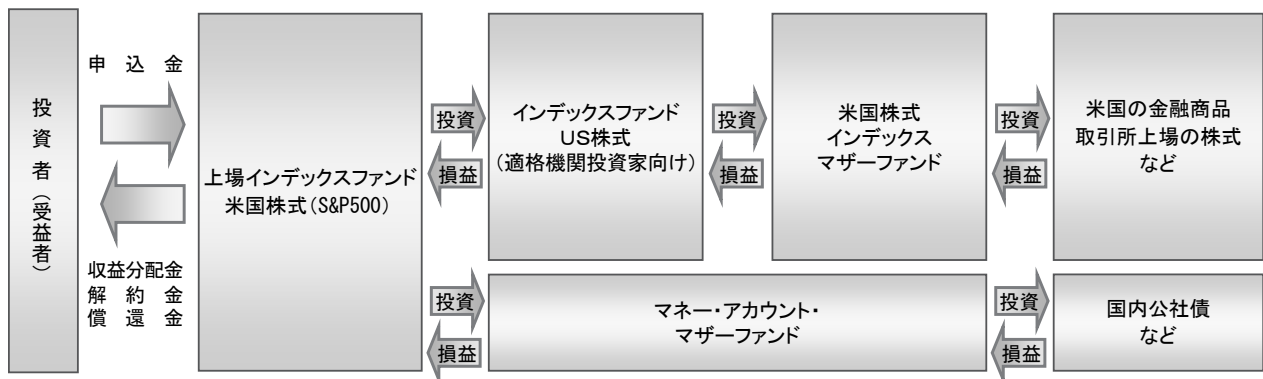 投資者（受益者）
申込金
収益分配金
解約金
償還金
上場インデックスファンド
米国株式（S&P500）
投資
損益
インデックスファンド
US株式
（適格機関投資家向け）
投資
損益
米国株式
インデックス
マザーファンド
投資
損益
米国の金融商品
取引所上場の株式
など
投資
損益
マネー・アカウント・
マザーファンド
投資
損益
国内公社債
など